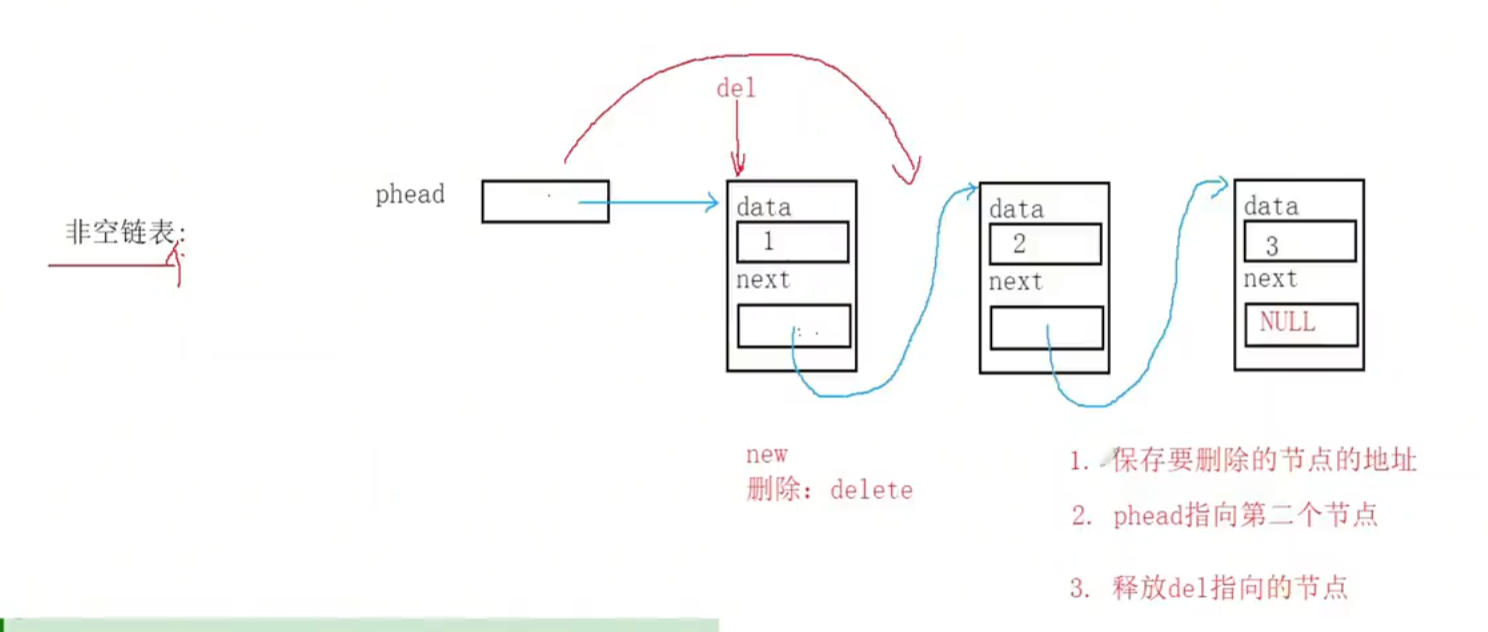 del
phead
非空链表:
data
1
next
data
2
next
data
3
next
NULL
new
删除: delete
1. 保存要删除的节点的地址
2. phead指向第二个节点
3. 释放del指向的节点